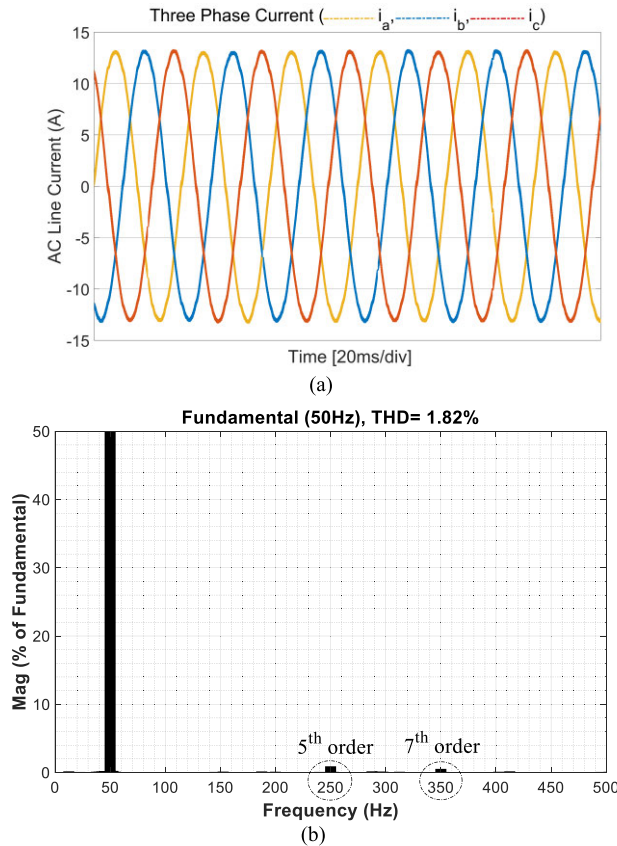 Three Phase Current ( i_a, i_b, i_c)
15
10
5
0
-5
-10
-15
AC Line Current (A)
Time [20ms/div]
(a)
Fundamental (50Hz), THD= 1.82%
50
40
30
20
10
0
Mag (% of Fundamental)
5th order
7th order
0 50 100 150 200 250 300 350 400 450 500
Frequency (Hz)
(b)